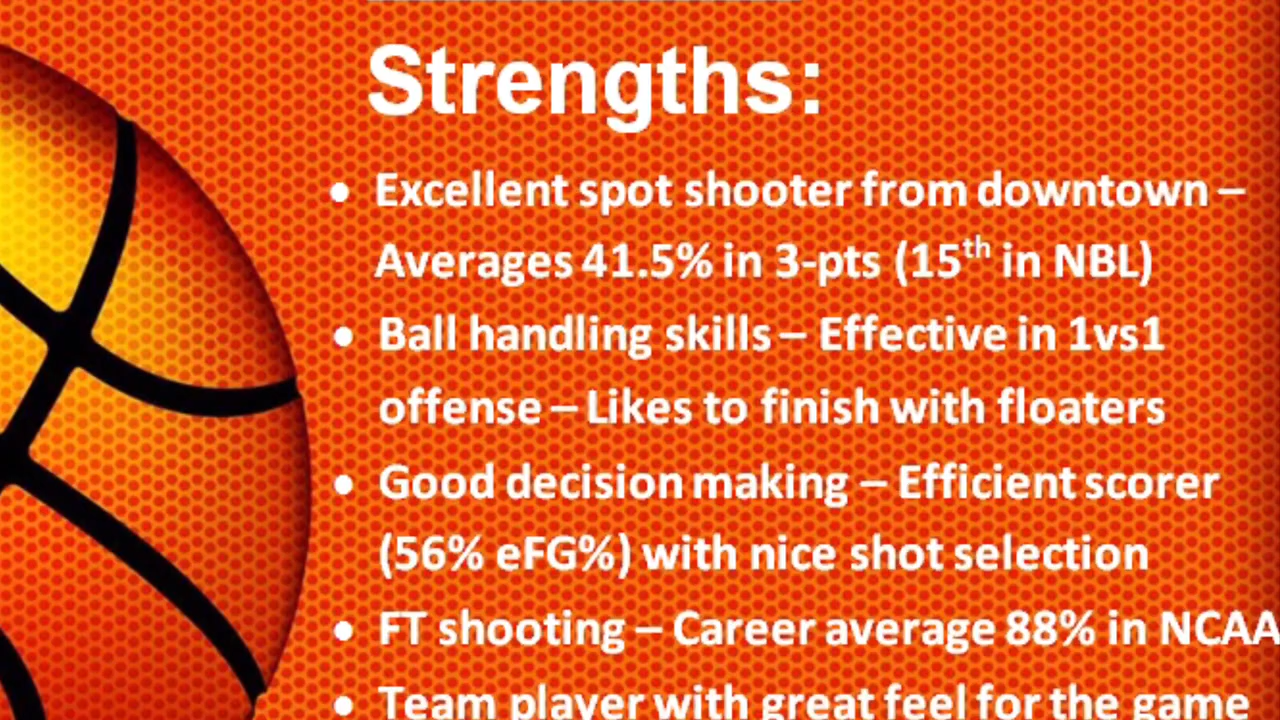 Strengths:
• Excellent spot shooter from downtown –
Averages 41.5% in 3-pts (15th in NBL)
• Ball handling skills – Effective in 1vs1
offense – Likes to finish with floaters
• Good decision making – Efficient scorer
(56% eFG%) with nice shot selection
• FT shooting – Career average 88% in NCAA
• Team player with great feel for the game